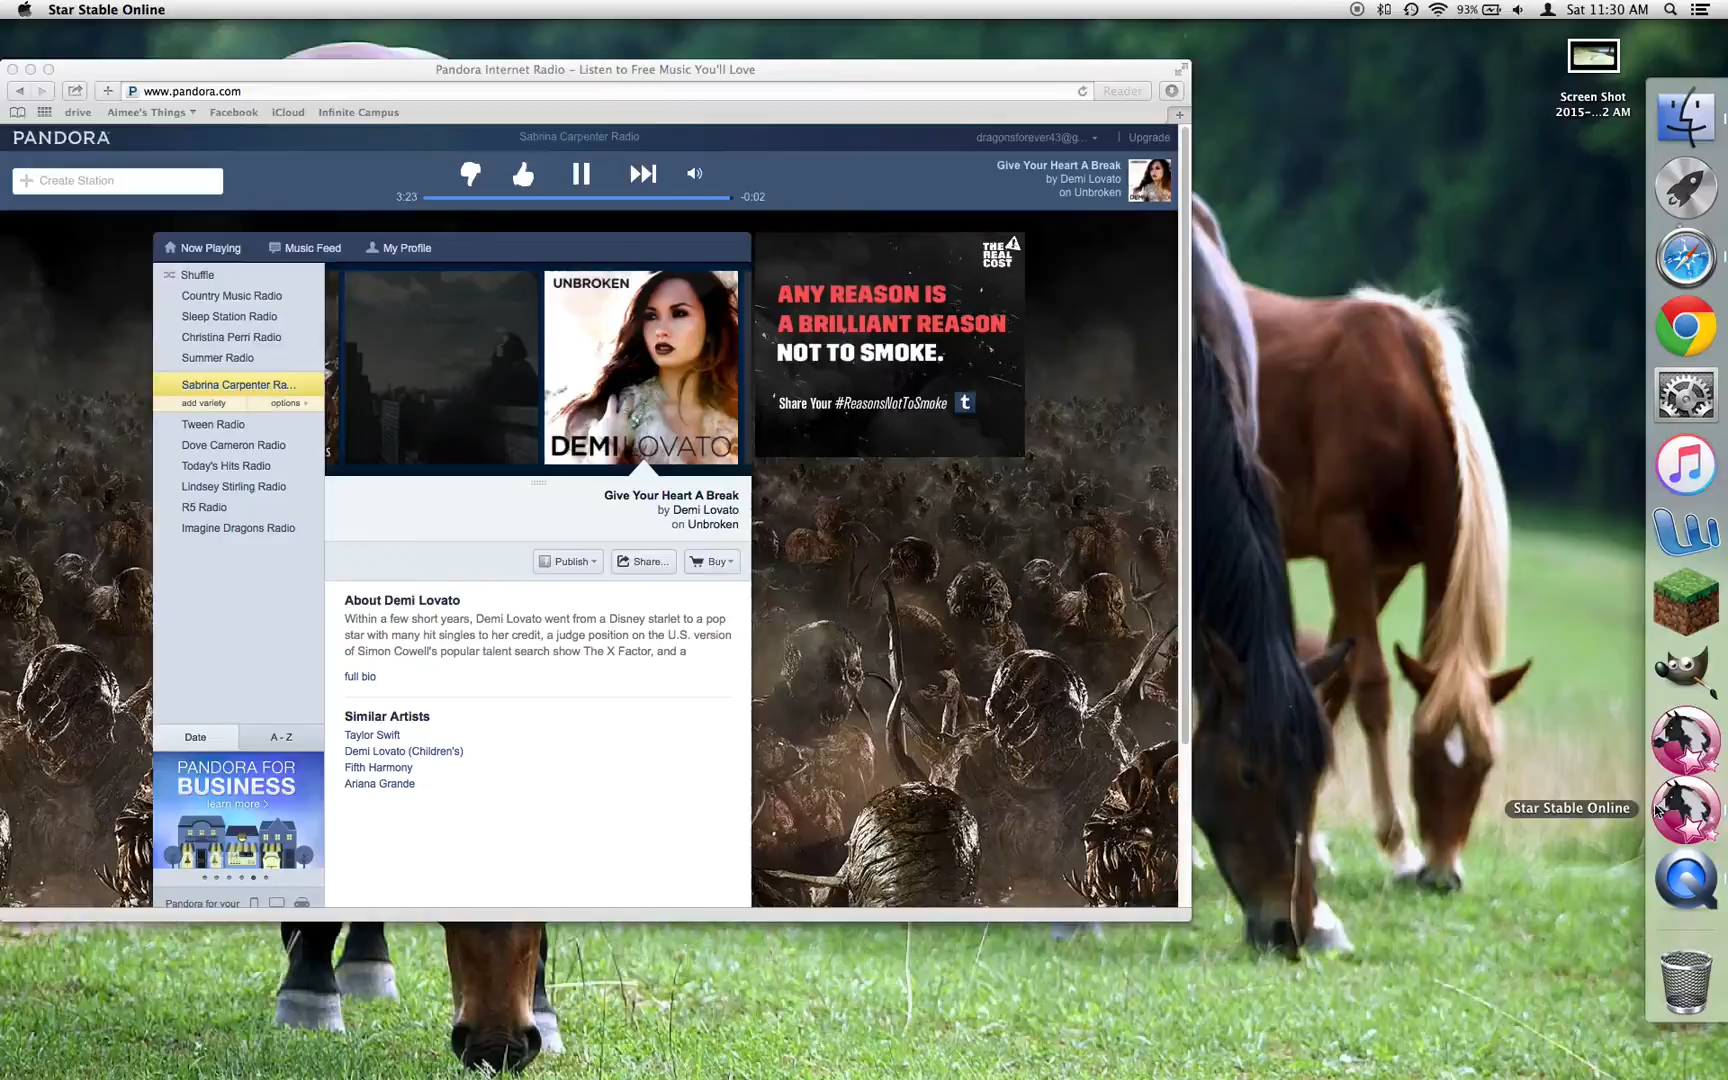 Star Stable Online
93%
Sat 11:30 AM
Screen Shot
2015-...2 AM
Pandora Internet Radio – Listen to Free Music You'll Love
P www.pandora.com
Reader
drive
Aimee's Things
Facebook
iCloud
Infinite Campus
PANDORA
Sabrina Carpenter Radio
dragonsforever43@g...
Upgrade
Create Station
3:23
-0:02
Give Your Heart A Break
by Demi Lovato
on Unbroken
Now Playing
Music Feed
My Profile
Shuffle
Country Music Radio
Sleep Station Radio
Christina Perri Radio
Summer Radio
Sabrina Carpenter Ra...
add variety
options
Tween Radio
Dove Cameron Radio
Today's Hits Radio
Lindsey Stirling Radio
R5 Radio
Imagine Dragons Radio
Date
A - Z
PANDORA FOR
BUSINESS
learn more >
Pandora for your
UNBROKEN
DEMI LOVATO
Give Your Heart A Break
by Demi Lovato
on Unbroken
Publish
Share...
Buy
About Demi Lovato
Within a few short years, Demi Lovato went from a Disney starlet to a pop
star with many hit singles to her credit, a judge position on the U.S. version
of Simon Cowell's popular talent search show The X Factor, and a
full bio
Similar Artists
Taylor Swift
Demi Lovato (Children's)
Fifth Harmony
Ariana Grande
THE
REAL
COST
ANY REASON IS
A BRILLIANT REASON
NOT TO SMOKE.
Share Your #ReasonsNotToSmoke t
Star Stable Online